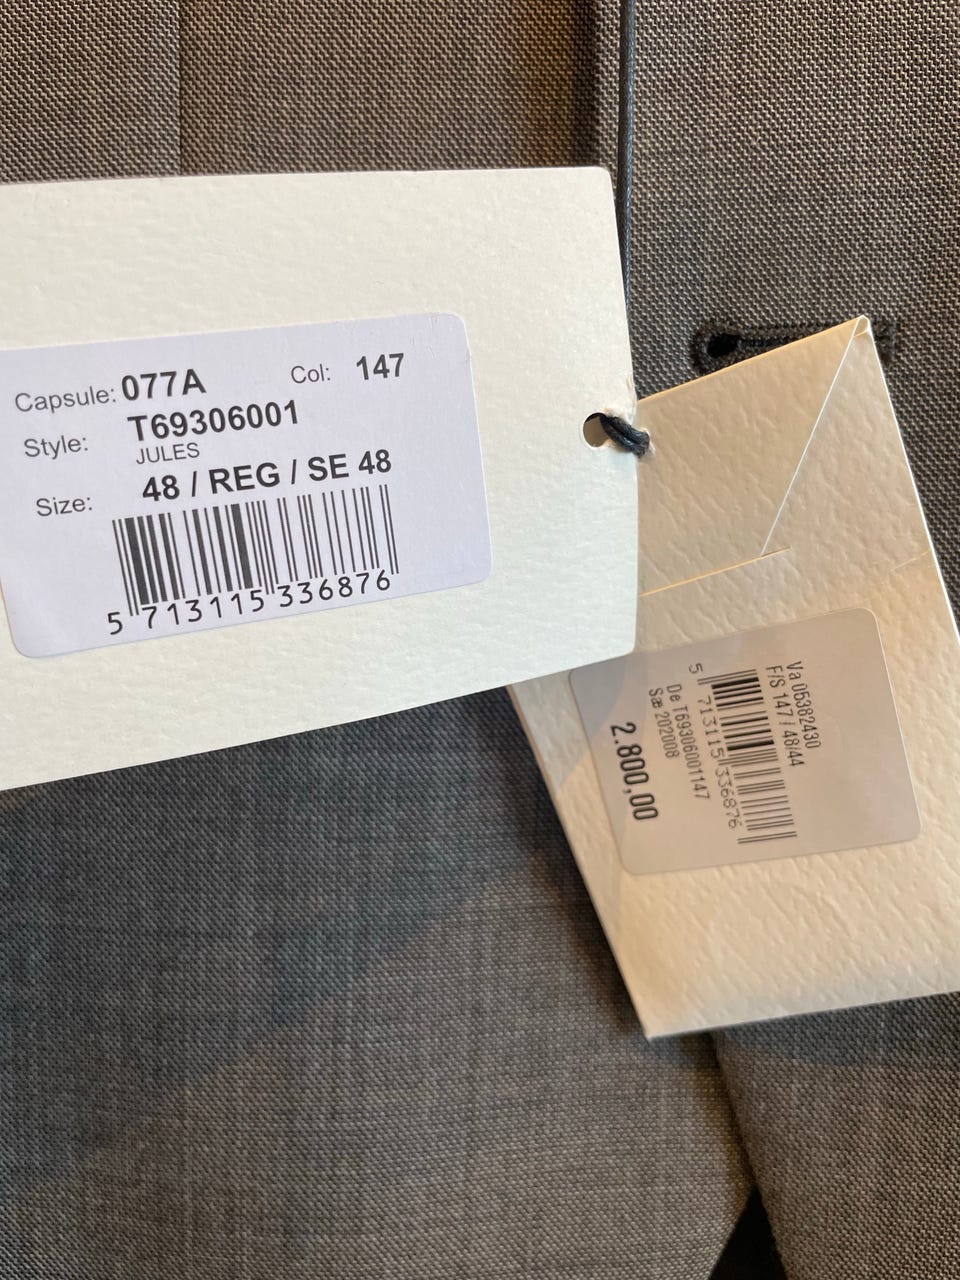 Capsule: 077A Col: 147
Style: T69306001
JULES
Size: 48 / REG / SE 48
5 713115 336876
Va 05382430
F/S 147 / 48/44
5 713115 336876
De T69306001147
Sæ 202008
2.800,00